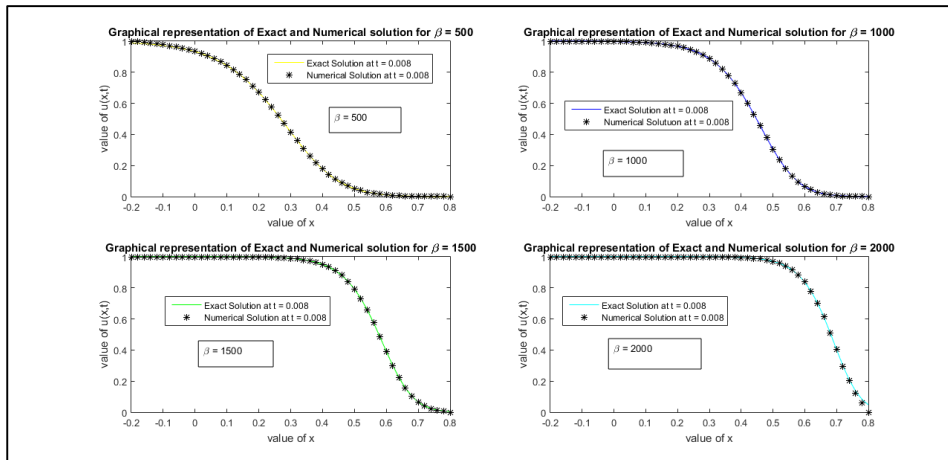 Graphical representation of Exact and Numerical solution for β = 500
1
0.8
0.6
0.4
0.2
0
value of u(x,t)
Exact Solution at t = 0.008
Numerical Solution at t = 0.008
β = 500
-0.2 -0.1 0 0.1 0.2 0.3 0.4 0.5 0.6 0.7 0.8
value of x
Graphical representation of Exact and Numerical solution for β = 1000
1
0.8
0.6
0.4
0.2
0
value of u(x,t)
Exact Solution at t = 0.008
Numerical Solutuon at t = 0.008
β = 1000
-0.2 -0.1 0 0.1 0.2 0.3 0.4 0.5 0.6 0.7 0.8
value of x
Graphical representation of Exact and Numerical solution for β = 1500
1
0.8
0.6
0.4
0.2
0
value of u(x,t)
Exact Solution at t = 0.008
Numerical Solution at t = 0.008
β = 1500
-0.2 -0.1 0 0.1 0.2 0.3 0.4 0.5 0.6 0.7 0.8
value of x
Graphical representation of Exact and Numerical solution for β = 2000
1
0.8
0.6
0.4
0.2
0
value of u(x,t)
Exact Solution at t = 0.008
Numerical Solution at t = 0.008
β = 2000
-0.2 -0.1 0 0.1 0.2 0.3 0.4 0.5 0.6 0.7 0.8
value of x